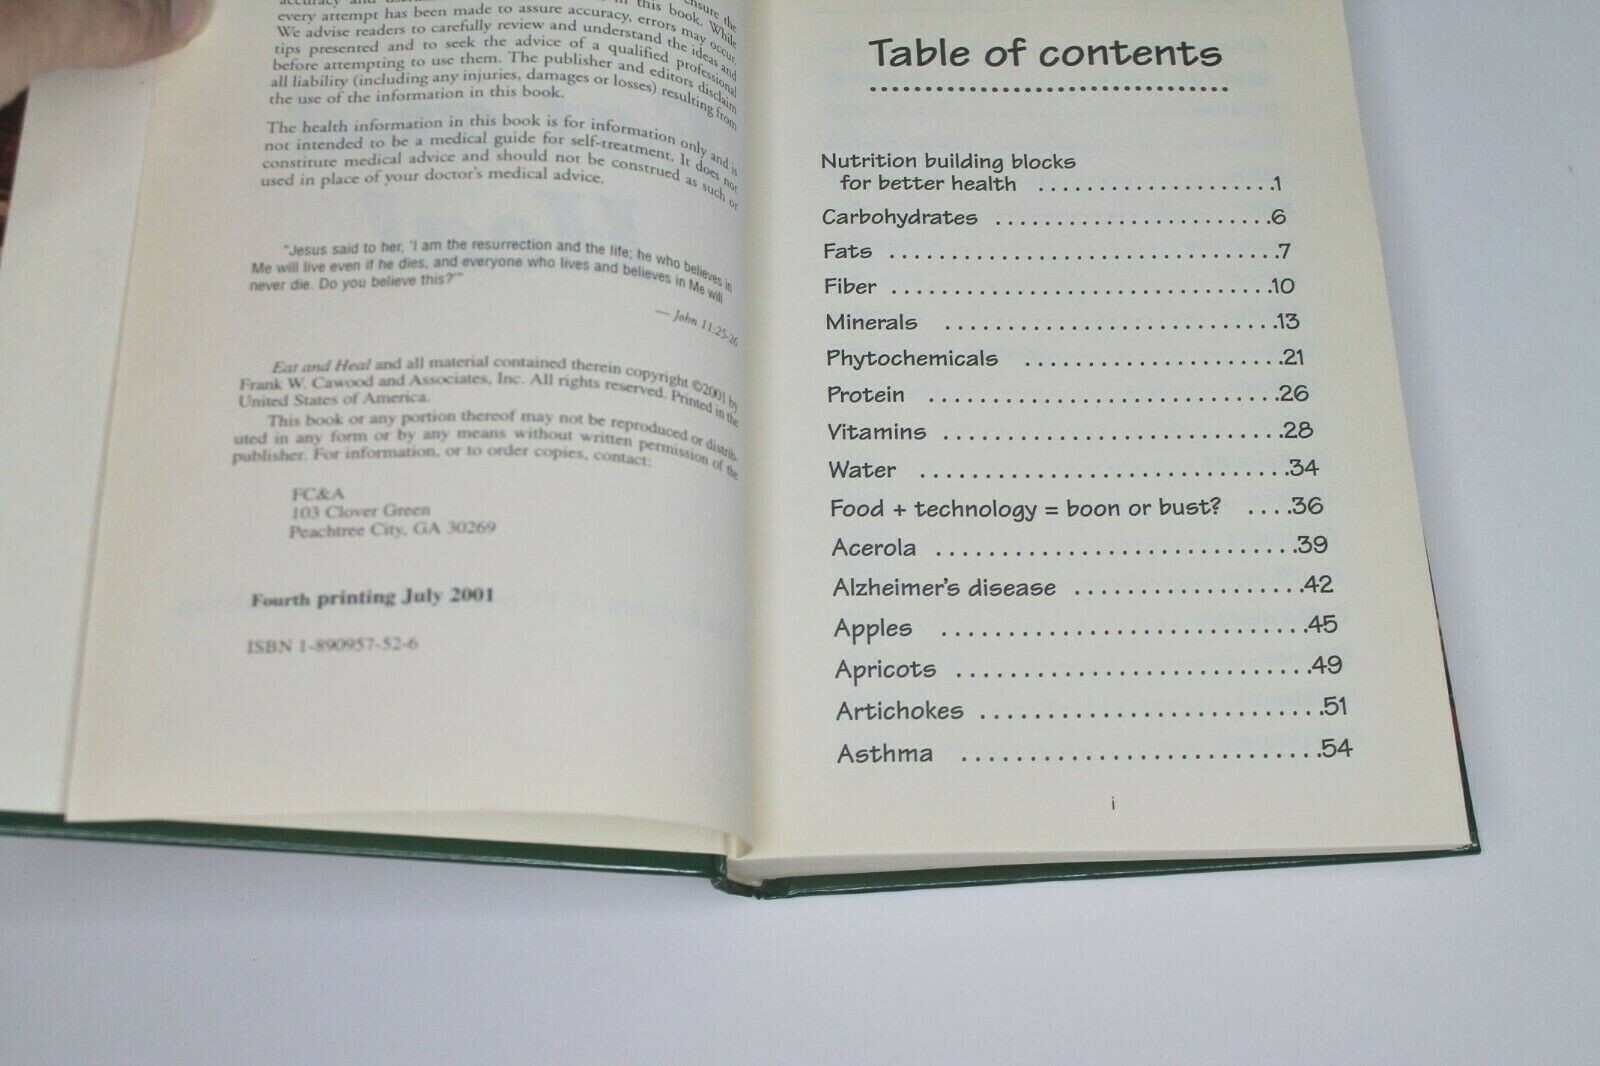 every attempt has been made to assure accuracy, errors may occur.
We advise readers to carefully review and understand the ideas and
tips presented and to seek the advice of a qualified professional
before attempting to use them. The publisher and editors disclaim
all liability (including any injuries, damages or losses) resulting from
the use of the information in this book.
The health information in this book is for information only and is
not intended to be a medical guide for self-treatment. It does not
constitute medical advice and should not be construed as such or
used in place of your doctor's medical advice.
"Jesus said to her, 'I am the resurrection and the life; he who believes in
Me will live even if he dies, and everyone who lives and believes in Me will
never die. Do you believe this?'"
— John 11:25-26
Eat and Heal and all material contained therein copyright ©2001 by
Frank W. Cawood and Associates, Inc. All rights reserved. Printed in the
United States of America.
This book or any portion thereof may not be reproduced or distrib-
uted in any form or by any means without written permission of the
publisher. For information, or to order copies, contact:
FC&A
103 Clover Green
Peachtree City, GA 30269
Fourth printing July 2001
ISBN 1-890957-52-6
Table of contents
Nutrition building blocks
for better health ....................1
Carbohydrates ........................6
Fats ..................................7
Fiber ................................10
Minerals ............................13
Phytochemicals ......................21
Protein ..............................26
Vitamins ............................28
Water ................................34
Food + technology = boon or bust? ....36
Acerola ..............................39
Alzheimer's disease ..................42
Apples ..............................45
Apricots ............................49
Artichokes ..........................51
Asthma ..............................54
i